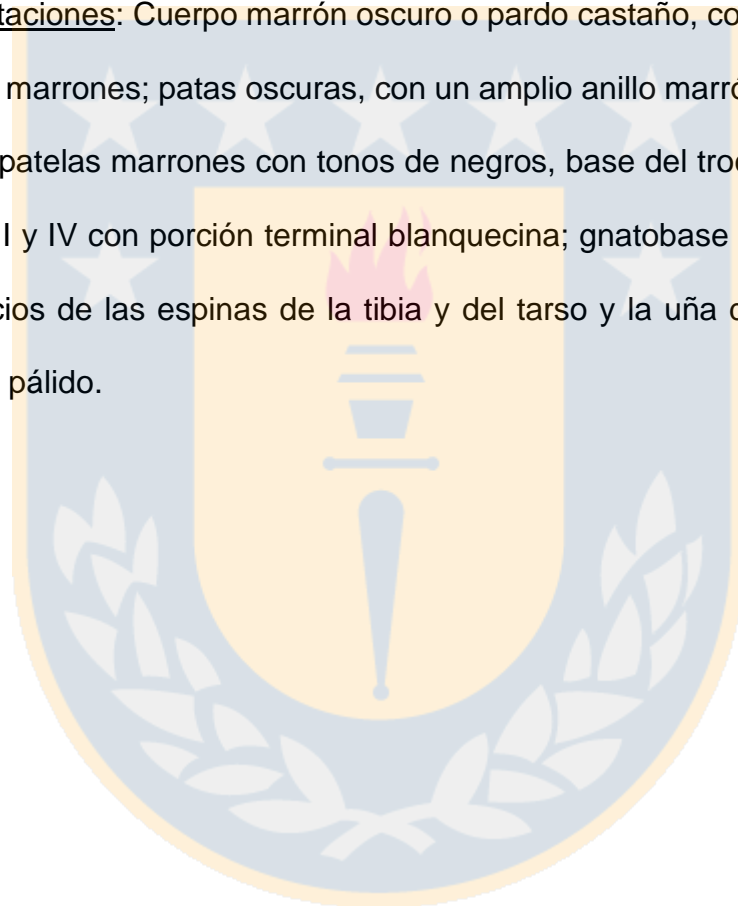 taciones: Cuerpo marrón oscuro o pardo castaño, co
marrones; patas oscuras, con un amplio anillo marró
patelas marrones con tonos de negros, base del troc
I y IV con porción terminal blanquecina; gnatobase
cios de las espinas de la tibia y del tarso y la uña
pálido.